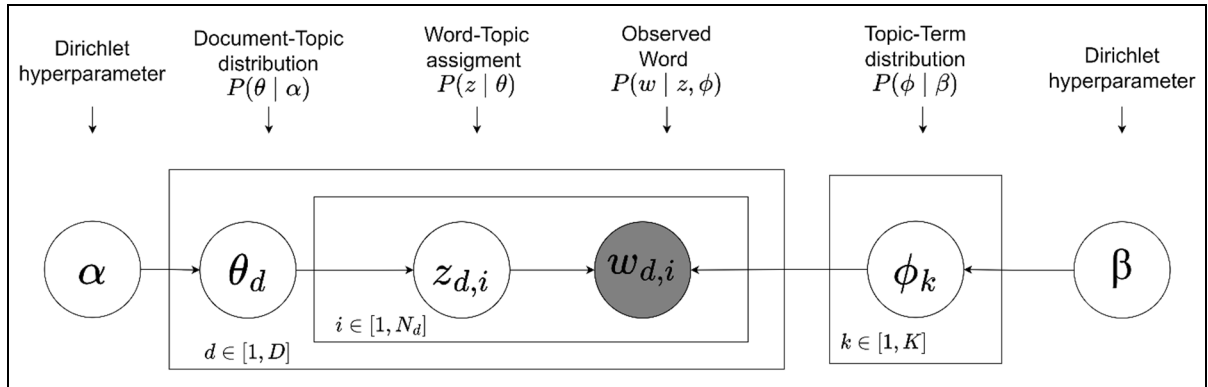 Dirichlet
hyperparameter
Document-Topic
distribution
P(θ | α)
Word-Topic
assigment
P(z | θ)
Observed
Word
P(w | z, ϕ)
Topic-Term
distribution
P(ϕ | β)
Dirichlet
hyperparameter
α
θ_d
z_{d,i}
w_{d,i}
ϕ_k
β
i ∈ [1, N_d]
d ∈ [1, D]
k ∈ [1, K]